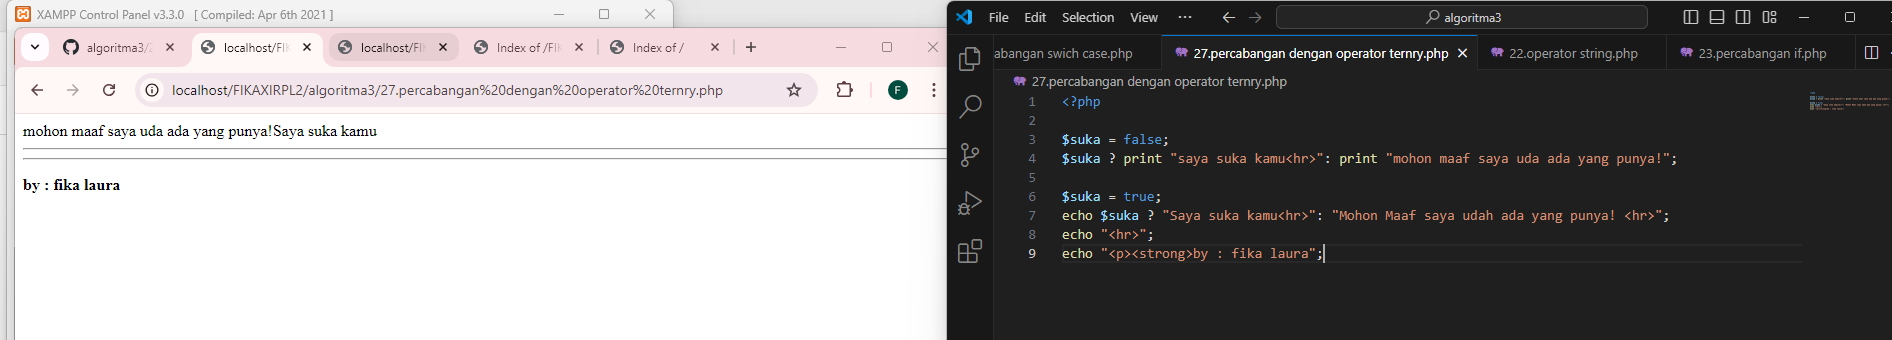 XAMPP Control Panel v3.3.0 [ Compiled: Apr 6th 2021 ]
algoritma3/2
localhost/FIK
localhost/FI
Index of /FIK
Index of /
localhost/FIKAXIRPL2/algoritma3/27.percabangan%20dengan%20operator%20ternry.php
F
mohon maaf saya uda ada yang punya!Saya suka kamu
by : fika laura
File Edit Selection View ···
algoritma3
abangan swich case.php
27.percabangan dengan operator ternry.php
22.operator string.php
23.percabangan if.php
27.percabangan dengan operator ternry.php
1 <?php
2
3 $suka = false;
4 $suka ? print "saya suka kamu<hr>": print "mohon maaf saya uda ada yang punya!";
5
6 $suka = true;
7 echo $suka ? "Saya suka kamu<hr>": "Mohon Maaf saya udah ada yang punya! <hr>";
8 echo "<hr>";
9 echo "<p><strong>by : fika laura";